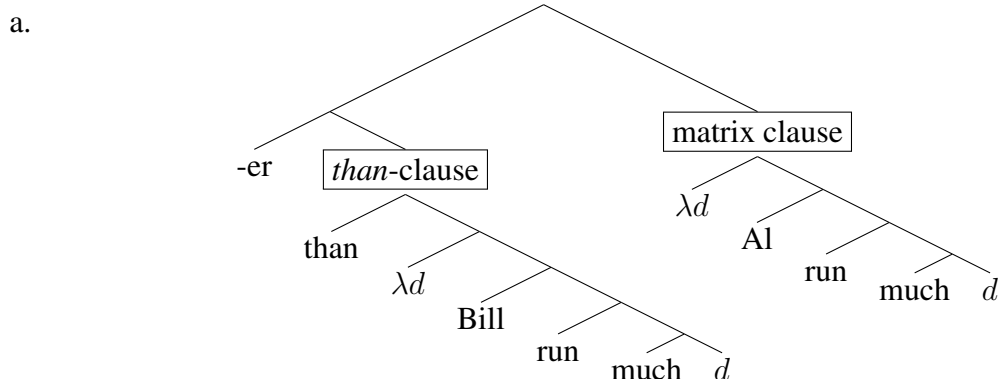 a.
-er
than-clause
matrix clause
than
λd
Bill
run
much
d
λd
Al
run
much
d